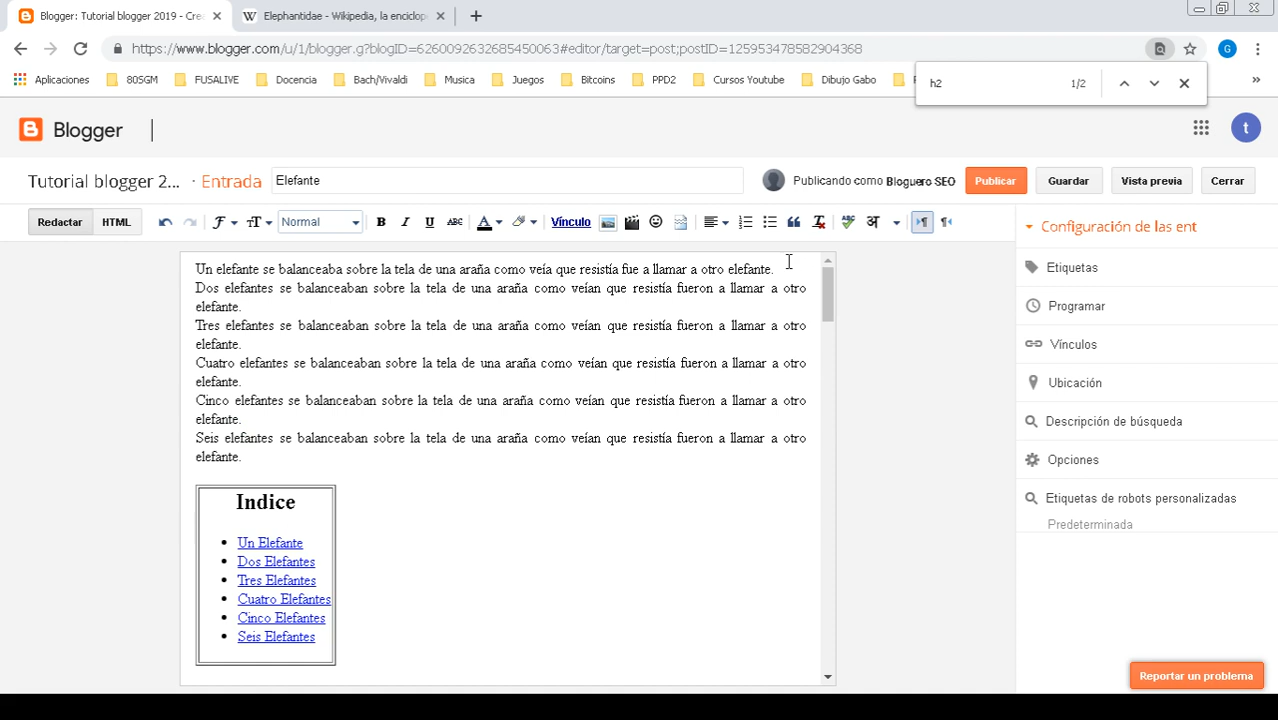 Blogger: Tutorial blogger 2019 - Cre
Elephantidae - Wikipedia, la enciclop
https://www.blogger.com/u/1/blogger.g?blogID=6260092632685450063#editor/target=post;postID=125953478582904368
G
Aplicaciones
80SGM
FUSALIVE
Docencia
Bach/Vivaldi
Musica
Juegos
Bitcoins
PPD2
Cursos Youtube
Dibujo Gabo
h2
1/2
Blogger
t
Tutorial blogger 2... · Entrada
Elefante
Publicando como Bloguero SEO
Publicar
Guardar
Vista previa
Cerrar
Redactar
HTML
Normal
B
I
U
ABC
A
Vínculo
Configuración de las ent
Etiquetas
Programar
Vínculos
Ubicación
Descripción de búsqueda
Opciones
Etiquetas de robots personalizadas
Predeterminada
Un elefante se balanceaba sobre la tela de una araña como veía que resistía fue a llamar a otro elefante.
Dos elefantes se balanceaban sobre la tela de una araña como veían que resistía fueron a llamar a otro
elefante.
Tres elefantes se balanceaban sobre la tela de una araña como veían que resistía fueron a llamar a otro
elefante.
Cuatro elefantes se balanceaban sobre la tela de una araña como veían que resistía fueron a llamar a otro
elefante.
Cinco elefantes se balanceaban sobre la tela de una araña como veían que resistía fueron a llamar a otro
elefante.
Seis elefantes se balanceaban sobre la tela de una araña como veían que resistía fueron a llamar a otro
elefante.
Indice
• Un Elefante
• Dos Elefantes
• Tres Elefantes
• Cuatro Elefantes
• Cinco Elefantes
• Seis Elefantes
Reportar un problema